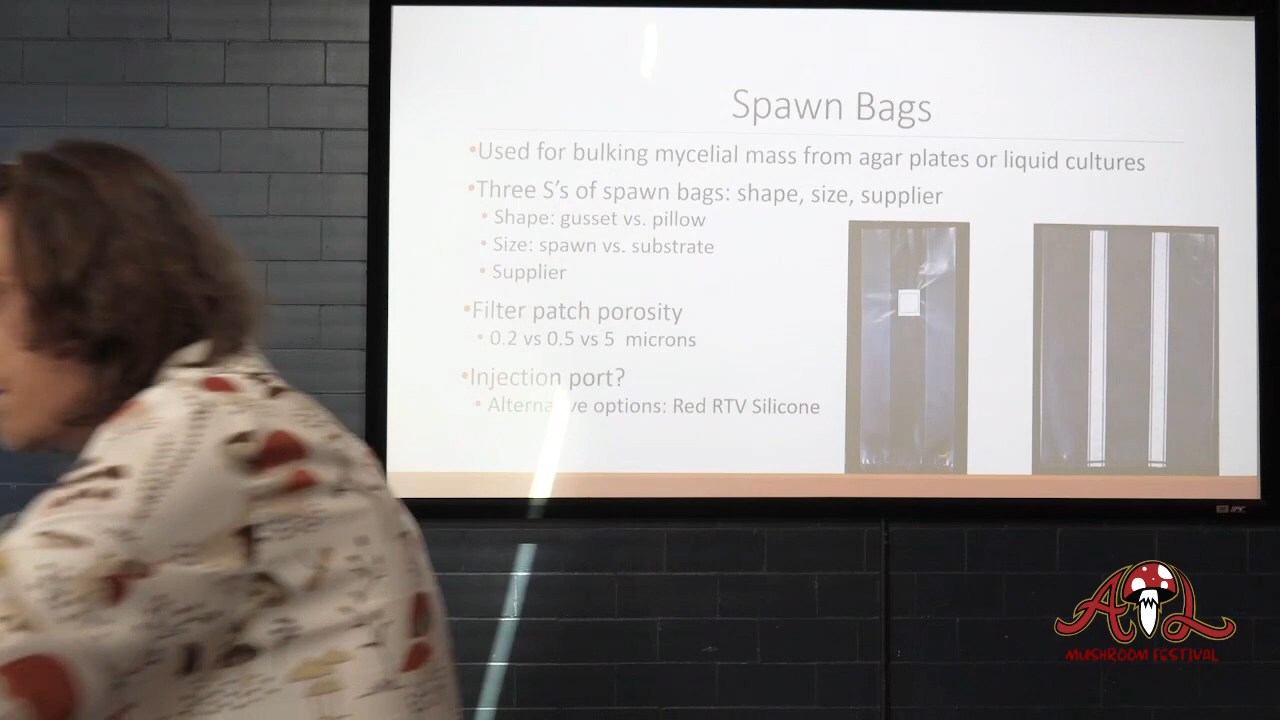 Spawn Bags
•Used for bulking mycelial mass from agar plates or liquid cultures
•Three S's of spawn bags: shape, size, supplier
• Shape: gusset vs. pillow
• Size: spawn vs. substrate
• Supplier
•Filter patch porosity
• 0.2 vs 0.5 vs 5 microns
•Injection port?
• Alternative options: Red RTV Silicone
AL
MUSHROOM FESTIVAL